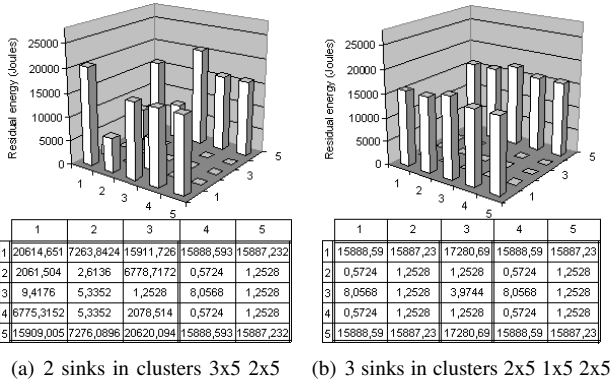 25000
20000
15000
10000
5000
0
Residual energy (Joules)
1
2
3
4
5
1
3
5
25000
20000
15000
10000
5000
0
Residual energy (Joules)
1
2
3
4
5
1
3
5
1 2 3 4 5
1 20614,651 7263,8424 15911,726 15888,593 15887,232
2 2061,504 2,6136 6778,7172 0,5724 1,2528
3 9,4176 5,3352 1,2528 8,0568 1,2528
4 6775,3152 5,3352 2078,514 0,5724 1,2528
5 15909,005 7276,0896 20620,094 15888,593 15887,232
1 2 3 4 5
1 15888,59 15887,23 17280,69 15888,59 15887,23
2 0,5724 1,2528 1,2528 0,5724 1,2528
3 8,0568 1,2528 3,9744 8,0568 1,2528
4 0,5724 1,2528 1,2528 0,5724 1,2528
5 15888,59 15887,23 17280,69 15888,59 15887,23
(a) 2 sinks in clusters 3x5 2x5
(b) 3 sinks in clusters 2x5 1x5 2x5